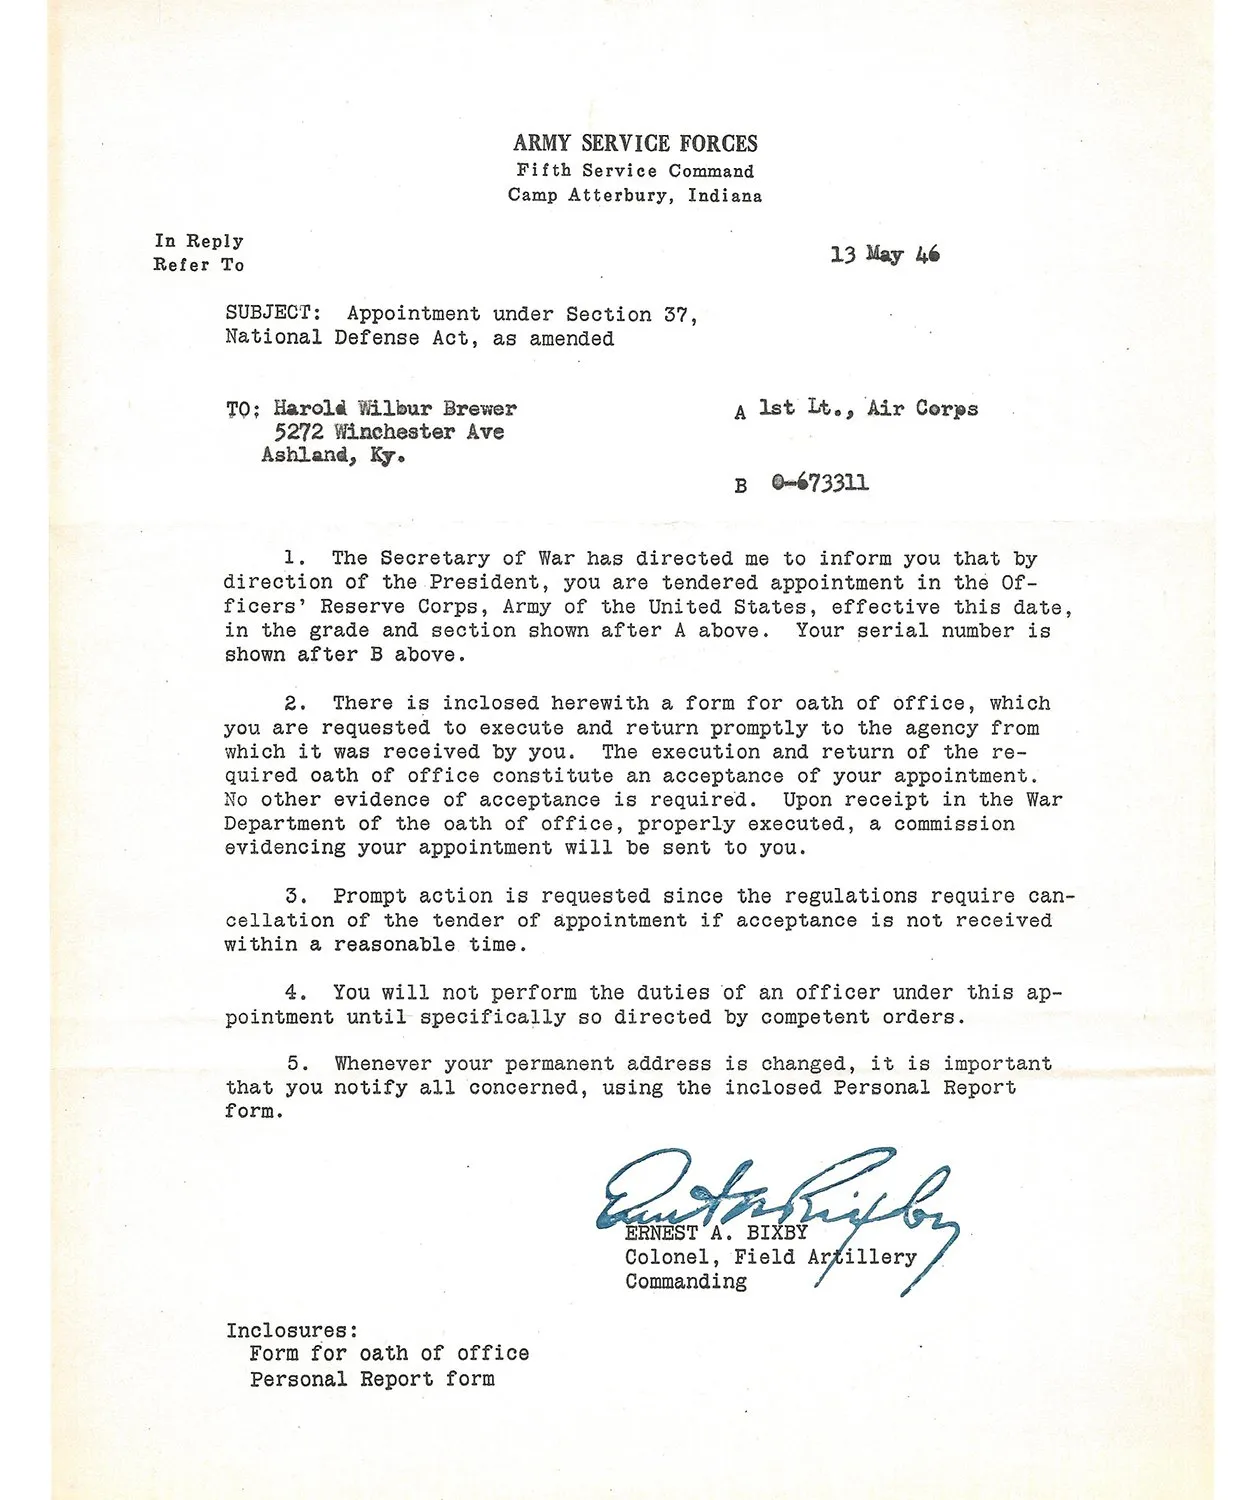 ARMY SERVICE FORCES
Fifth Service Command
Camp Atterbury, Indiana
In Reply
Refer To
13 May 46
SUBJECT: Appointment under Section 37,
National Defense Act, as amended
TO: Harold Wilbur Brewer
A 1st Lt., Air Corps
5272 Winchester Ave
Ashland, Ky.
B O-673311
1. The Secretary of War has directed me to inform you that by
direction of the President, you are tendered appointment in the Of-
ficers' Reserve Corps, Army of the United States, effective this date,
in the grade and section shown after A above. Your serial number is
shown after B above.
2. There is inclosed herewith a form for oath of office, which
you are requested to execute and return promptly to the agency from
which it was received by you. The execution and return of the re-
quired oath of office constitute an acceptance of your appointment.
No other evidence of acceptance is required. Upon receipt in the War
Department of the oath of office, properly executed, a commission
evidencing your appointment will be sent to you.
3. Prompt action is requested since the regulations require can-
cellation of the tender of appointment if acceptance is not received
within a reasonable time.
4. You will not perform the duties of an officer under this ap-
pointment until specifically so directed by competent orders.
5. Whenever your permanent address is changed, it is important
that you notify all concerned, using the inclosed Personal Report
form.
Ernest A Bixby
ERNEST A. BIXBY
Colonel, Field Artillery
Commanding
Inclosures:
Form for oath of office
Personal Report form